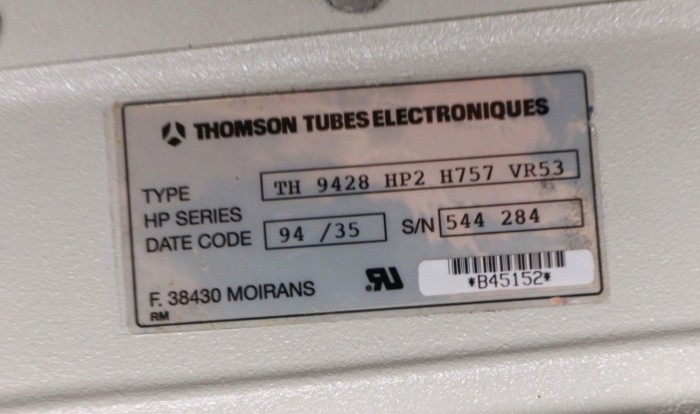 THOMSON TUBES ELECTRONIQUES
TYPE TH 9428 HP2 H757 VR53
HP SERIES
DATE CODE 94 /35 S/N 544 284
*B45152*
F. 38430 MOIRANS
RM